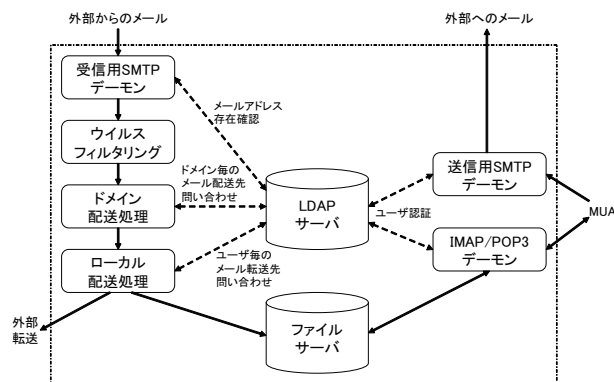 外部からのメール
外部へのメール
受信用SMTP
デーモン
メールアドレス
存在確認
ウイルス
フィルタリング
ドメイン毎の
メール配送先
問い合わせ
送信用SMTP
デーモン
ドメイン
配送処理
LDAP
サーバ
ユーザ認証
MUA
ローカル
配送処理
ユーザ毎の
メール転送先
問い合わせ
IMAP/POP3
デーモン
外部
転送
ファイル
サーバ